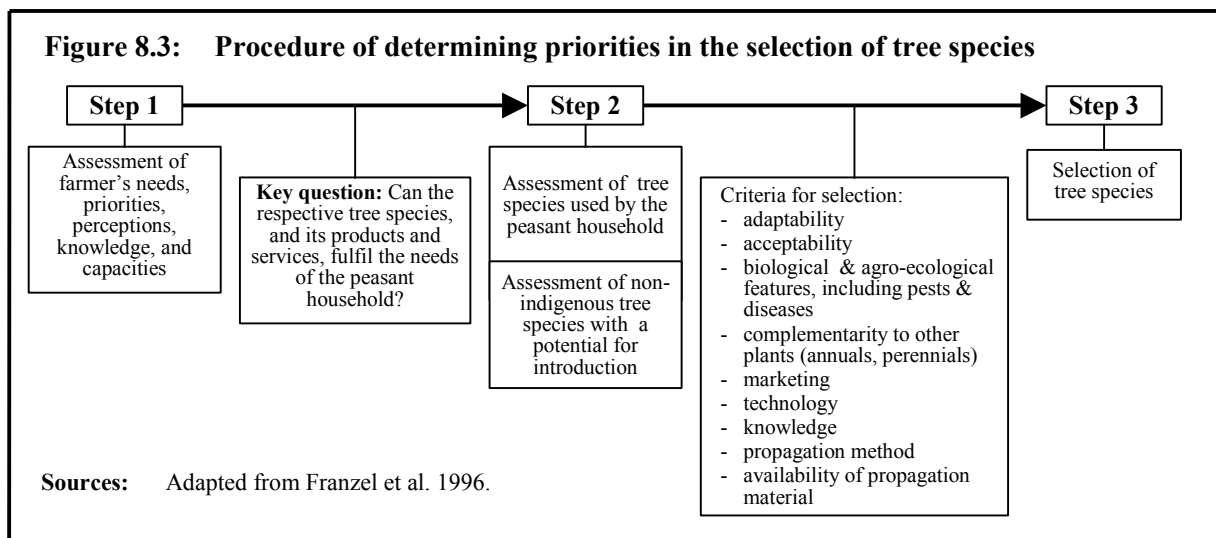 Figure 8.3: Procedure of determining priorities in the selection of tree species
Step 1
Step 2
Step 3
Assessment of
farmer's needs,
priorities,
perceptions,
knowledge, and
capacities
Key question: Can the
respective tree species,
and its products and
services, fulfil the needs
of the peasant
household?
Assessment of tree
species used by the
peasant household
Assessment of non-
indigenous tree
species with a
potential for
introduction
Criteria for selection:
- adaptability
- acceptability
- biological & agro-ecological
features, including pests &
diseases
- complementarity to other
plants (annuals, perennials)
- marketing
- technology
- knowledge
- propagation method
- availability of propagation
material
Selection of
tree species
Sources: Adapted from Franzel et al. 1996.